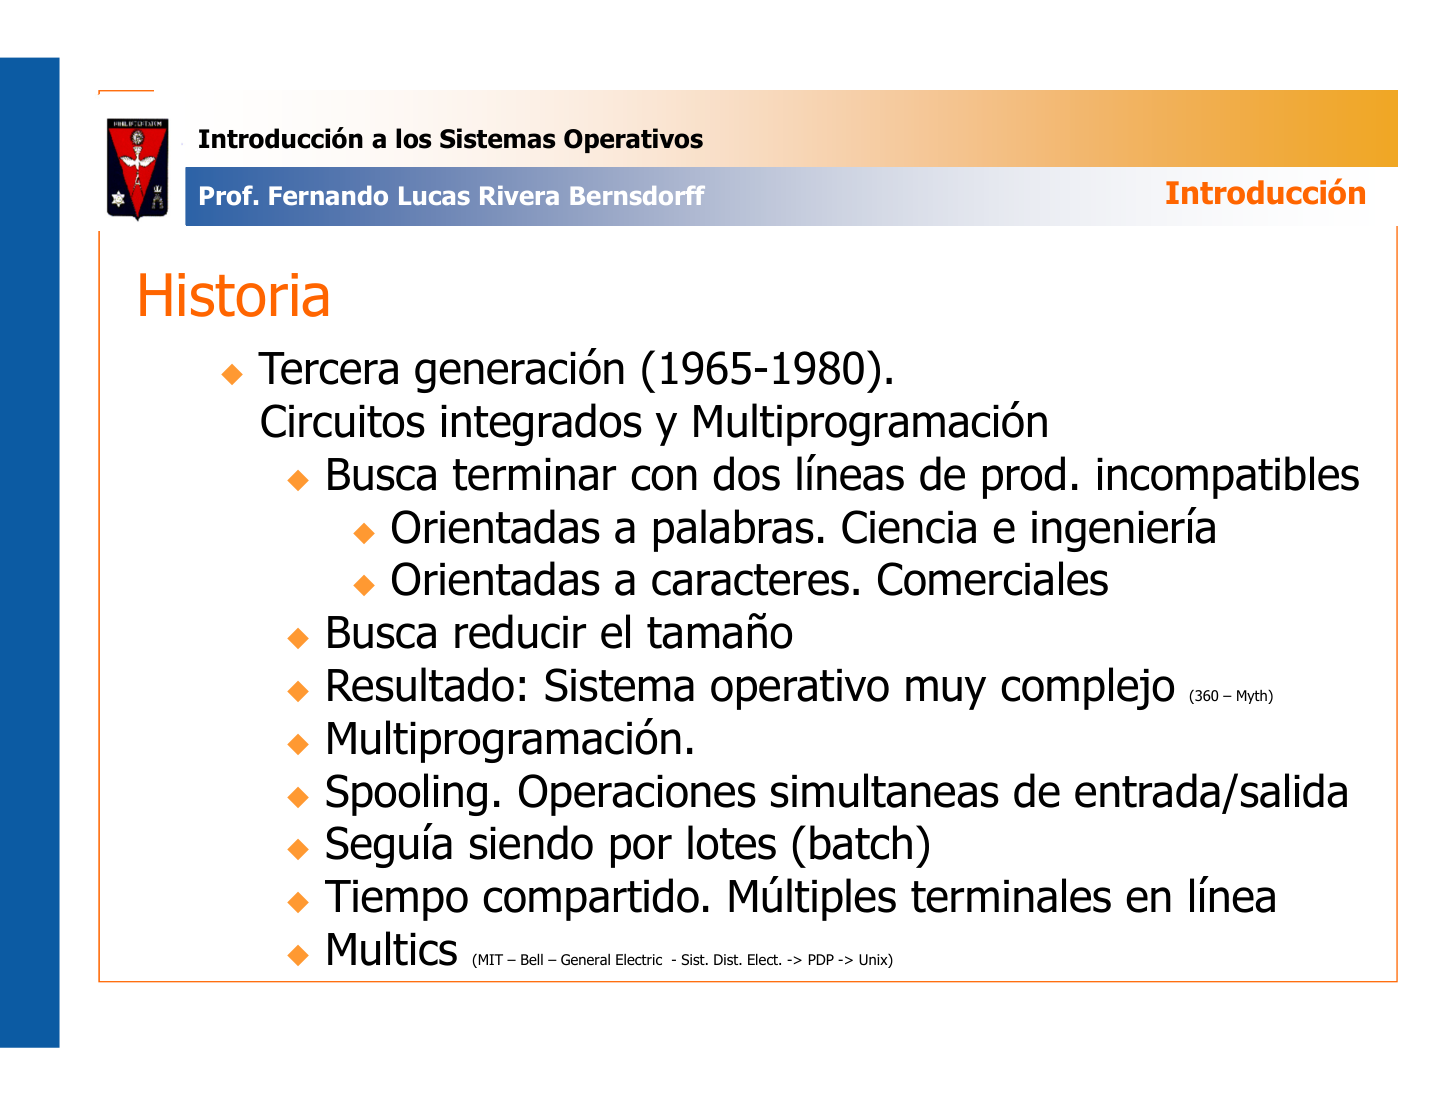 Introducción a los Sistemas Operativos
Prof. Fernando Lucas Rivera Bernsdorff
Introducción
Historia
Tercera generación (1965-1980).
Circuitos integrados y Multiprogramación
Busca terminar con dos líneas de prod. incompatibles
Orientadas a palabras. Ciencia e ingeniería
Orientadas a caracteres. Comerciales
Busca reducir el tamaño
Resultado: Sistema operativo muy complejo (360 – Myth)
Multiprogramación.
Spooling. Operaciones simultaneas de entrada/salida
Seguía siendo por lotes (batch)
Tiempo compartido. Múltiples terminales en línea
Multics (MIT – Bell – General Electric - Sist. Dist. Elect. -> PDP -> Unix)